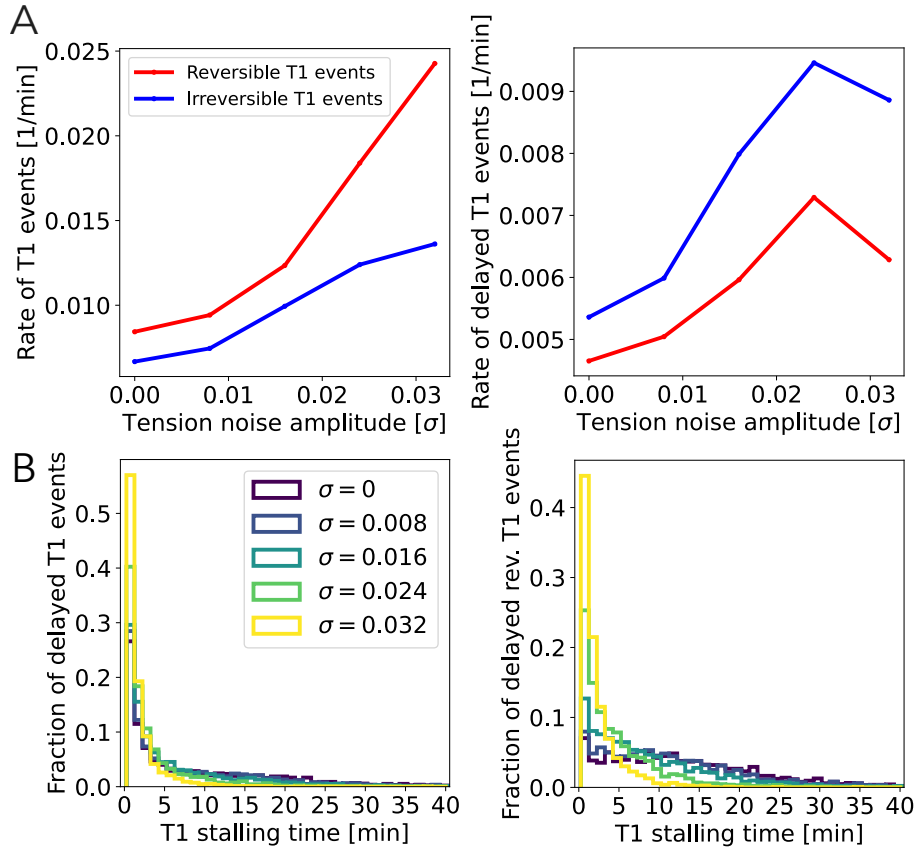 A
Rate of T1 events [1/min]
0.025
0.020
0.015
0.010
Reversible T1 events
Irreversible T1 events
0.00 0.01 0.02 0.03
Tension noise amplitude [σ]
Rate of delayed T1 events [1/min]
0.009
0.008
0.007
0.006
0.005
0.00 0.01 0.02 0.03
Tension noise amplitude [σ]
B
Fraction of delayed T1 events
0.5
0.4
0.3
0.2
0.1
0.0
σ = 0
σ = 0.008
σ = 0.016
σ = 0.024
σ = 0.032
0 5 10 15 20 25 30 35 40
T1 stalling time [min]
Fraction of delayed rev. T1 events
0.4
0.3
0.2
0.1
0.0
0 5 10 15 20 25 30 35 40
T1 stalling time [min]